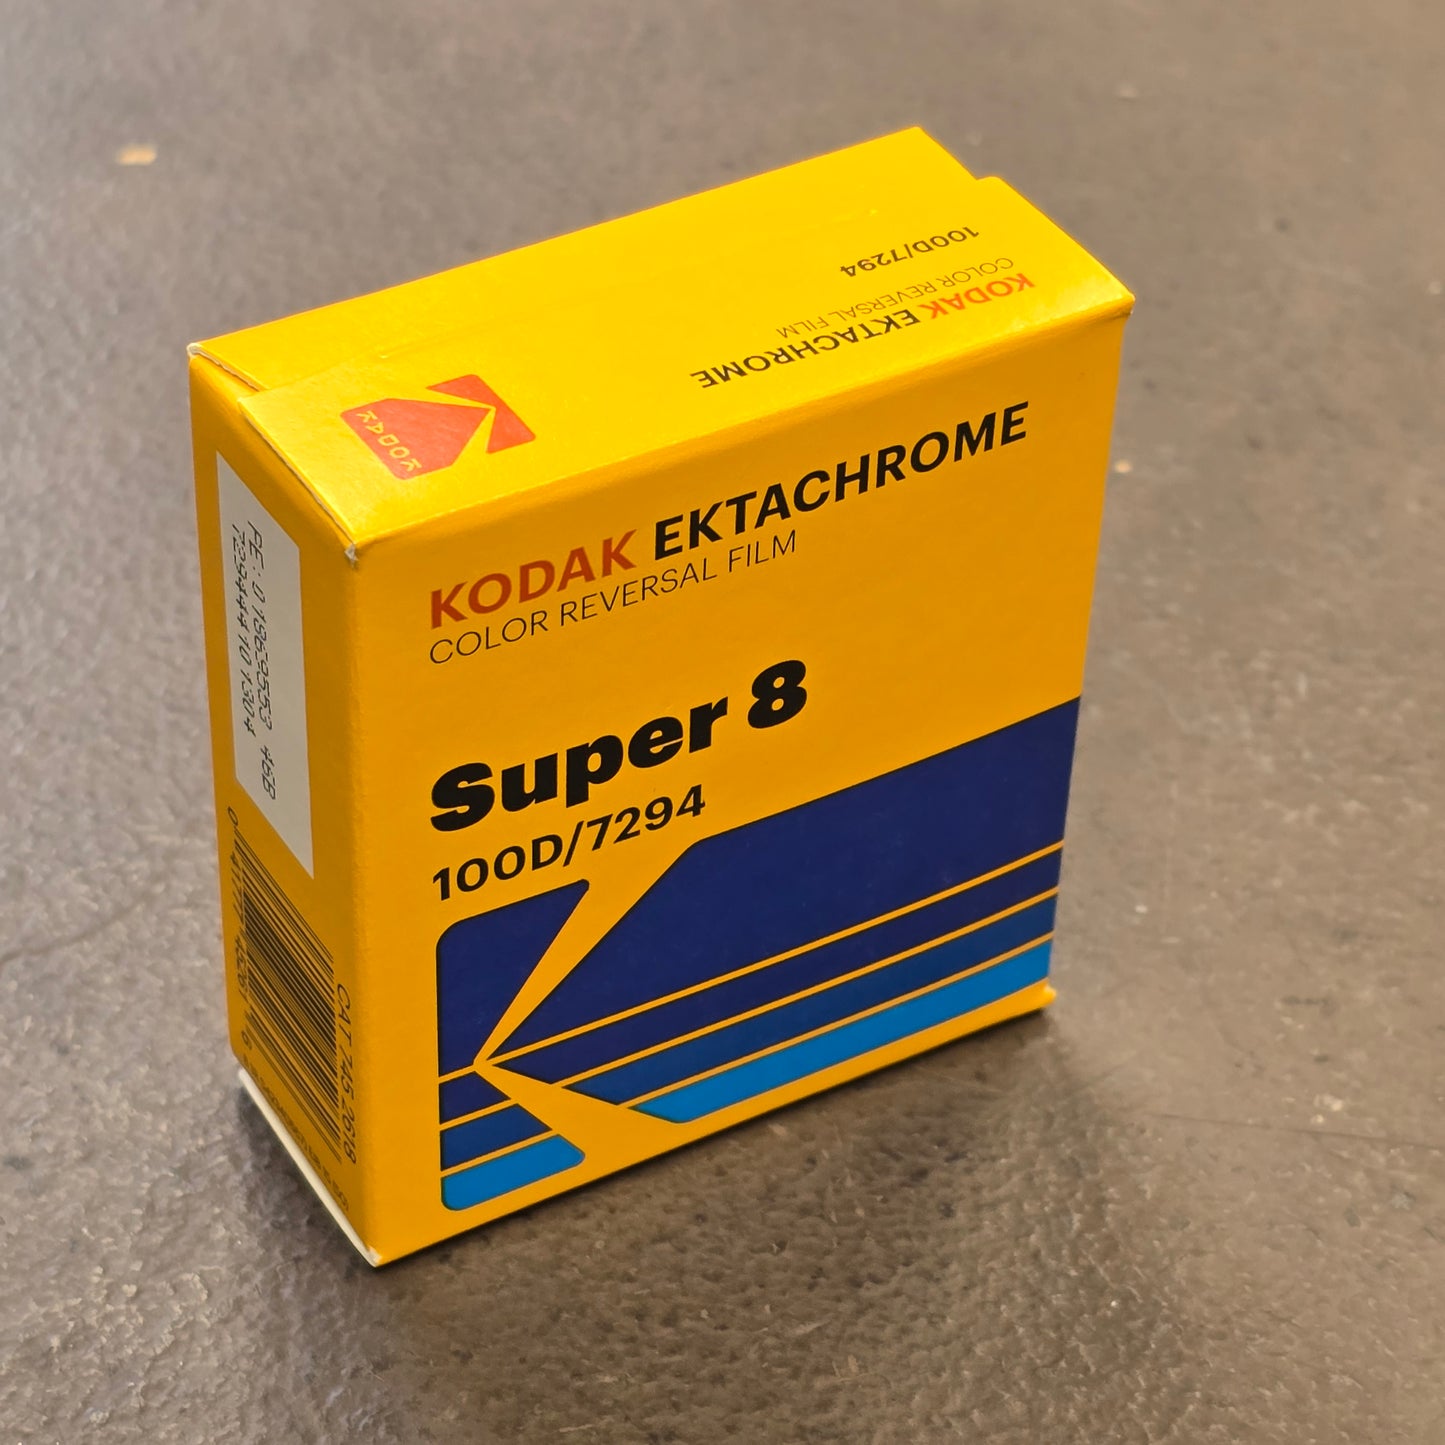 100D/7294
COLOR REVERSAL FILM
KODAK EKTACHROME
KODAK
KODAK EKTACHROME
COLOR REVERSAL FILM
Super 8
100D/7294
CAT 745 2618